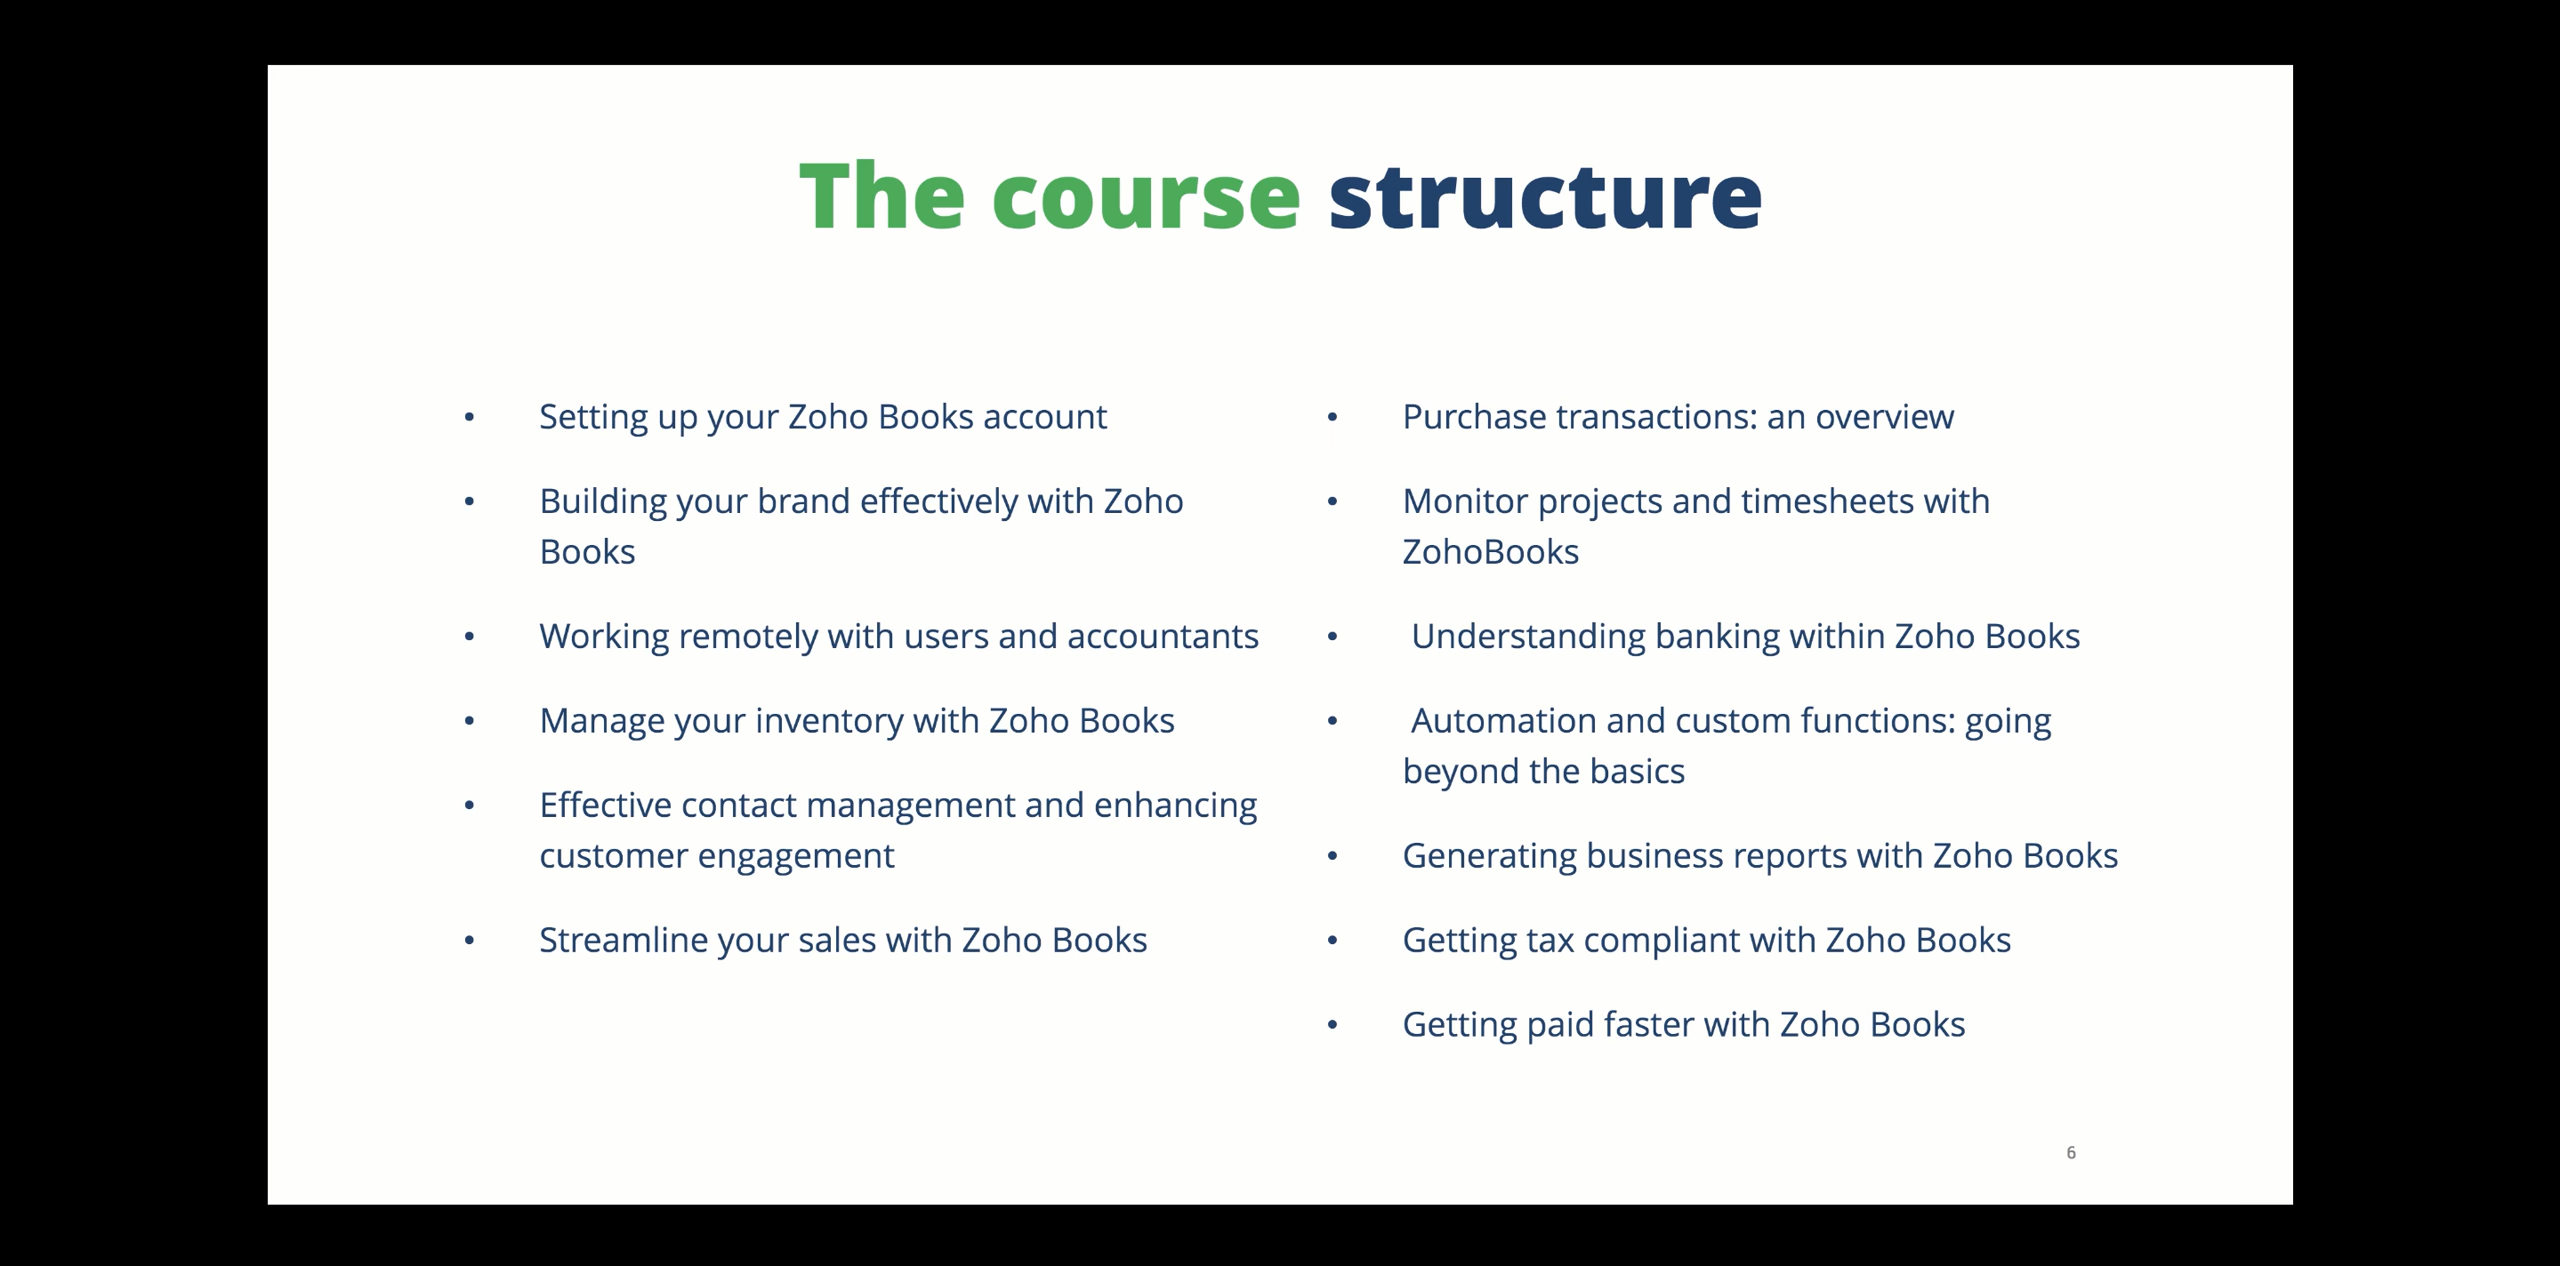 The course structure
• Setting up your Zoho Books account
• Building your brand effectively with Zoho
Books
• Working remotely with users and accountants
• Manage your inventory with Zoho Books
• Effective contact management and enhancing
customer engagement
• Streamline your sales with Zoho Books
• Purchase transactions: an overview
• Monitor projects and timesheets with
ZohoBooks
• Understanding banking within Zoho Books
• Automation and custom functions: going
beyond the basics
• Generating business reports with Zoho Books
• Getting tax compliant with Zoho Books
• Getting paid faster with Zoho Books
6